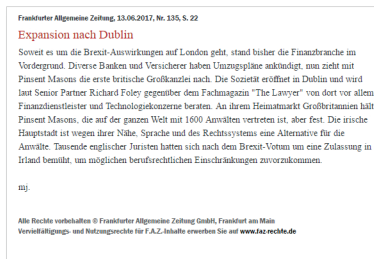 Frankfurter Allgemeine Zeitung, 13.06.2017, Nr. 135, S. 22
Expansion nach Dublin
Soweit es um die Brexit-Auswirkungen auf London geht, stand bisher die Finanzbranche im
Vordergrund. Diverse Banken und Versicherer haben Umzugspläne angekündigt, nun zieht mit
Pinsent Masons die erste britische Großkanzlei nach. Die Sozietät eröffnet in Dublin und wird
laut Senior Partner Richard Foley gegenüber dem Fachmagazin "The Lawyer" von dort vor allem
Finanzdienstleister und Technologiekonzerne beraten. An ihrem Heimatmarkt Großbritannien hält
Pinsent Masons, die auf der ganzen Welt mit 1600 Anwälten vertreten ist, aber fest. Die irische
Hauptstadt ist wegen ihrer Nähe, Sprache und des Rechtssystems eine Alternative für die
Anwälte. Tausende englischer Juristen hatten sich nach dem Brexit-Votum um eine Zulassung in
Irland bemüht, um möglichen berufsrechtlichen Einschränkungen zuvorzukommen.
mj.
Alle Rechte vorbehalten © Frankfurter Allgemeine Zeitung GmbH, Frankfurt am Main
Vervielfältigungs- und Nutzungsrechte für F.A.Z.-Inhalte erwerben Sie auf www.faz-rechte.de